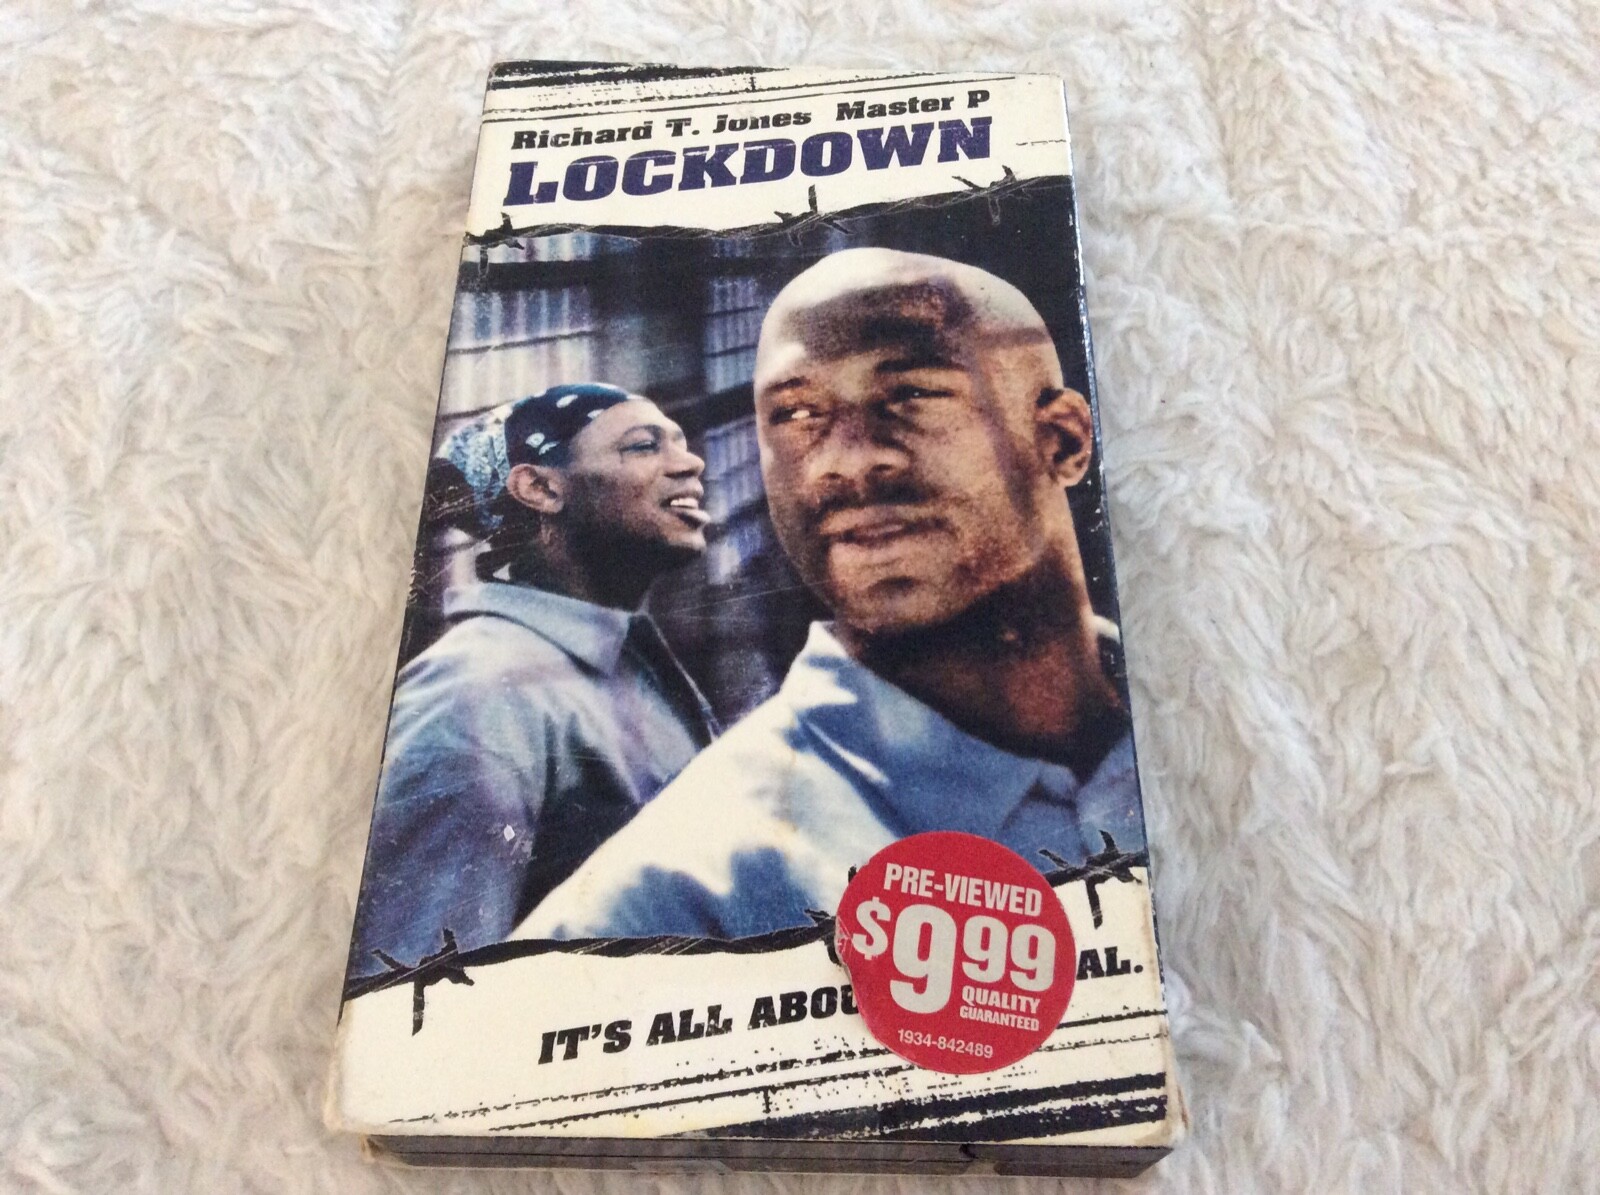 Richard T. Jones Master P
LOCKDOWN
PRE-VIEWED
$9.99
QUALITY
GUARANTEED
1934-842489
AL.
IT'S ALL ABOU